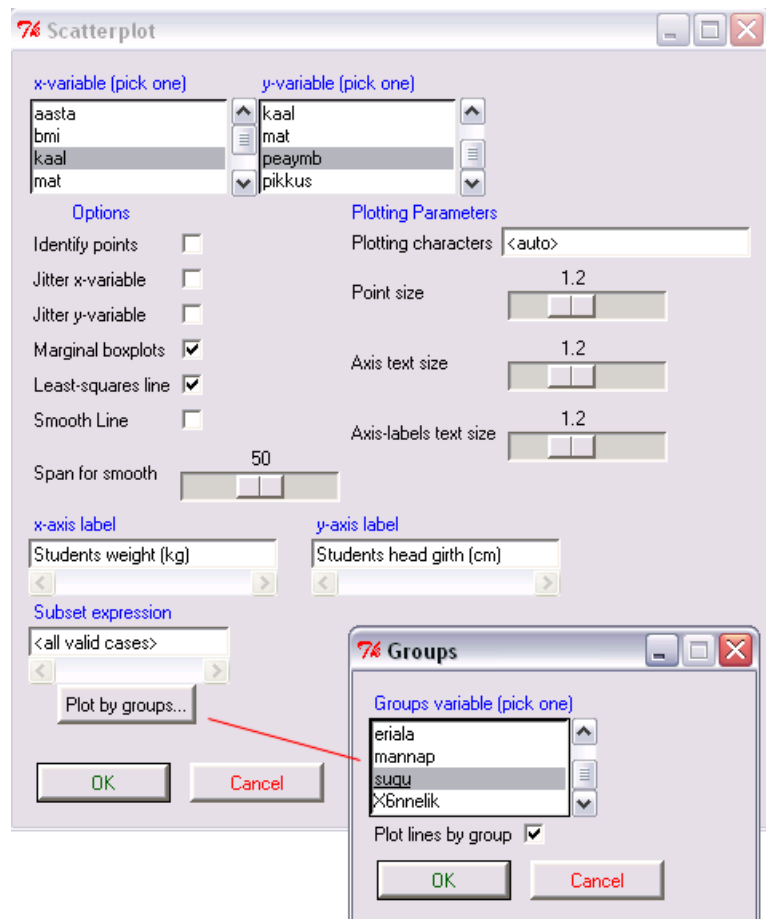 Scatterplot
x-variable (pick one) y-variable (pick one)
aasta kaal
bmi mat
kaal peaymb
mat pikkus
Options Plotting Parameters
Identify points Plotting characters <auto>
Jitter x-variable 1.2
Point size
Jitter y-variable
Marginal boxplots 1.2
Axis text size
Least-squares line
Smooth Line 1.2
Axis-labels text size
50
Span for smooth
x-axis label y-axis label
Students weight (kg) Students head girth (cm)
Subset expression
<all valid cases>
Plot by groups...
OK Cancel
Groups
Groups variable (pick one)
eriala
mannap
sugu
X6nnelik
Plot lines by group
OK Cancel